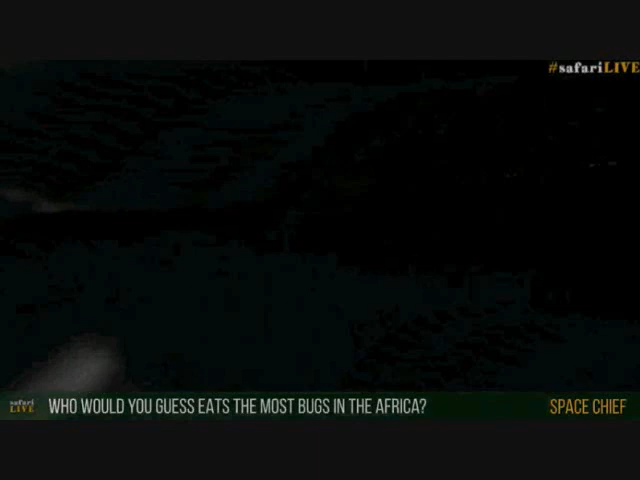 #safariLIVE
safari
LIVE
WHO WOULD YOU GUESS EATS THE MOST BUGS IN THE AFRICA?
SPACE CHIEF